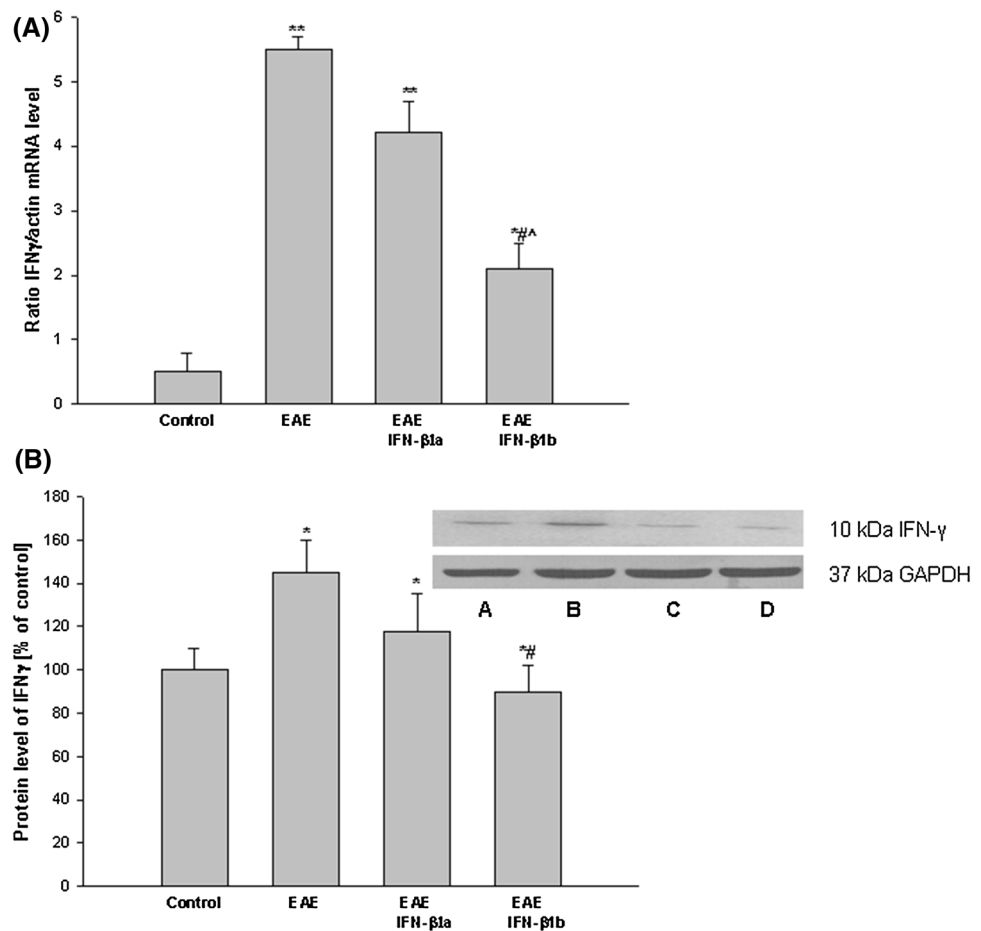 (A)
Ratio IFNγ/actin mRNA level
6
5
4
3
2
1
0
**
**
*#^
Control
EAE
EAE
IFN-β1a
EAE
IFN-β1b
(B)
Protein level of IFNγ [% of control]
180
160
140
120
100
80
60
40
20
0
*
*
*#
10 kDa IFN-γ
37 kDa GAPDH
A B C D
Control
EAE
EAE
IFN-β1a
EAE
IFN-β1b